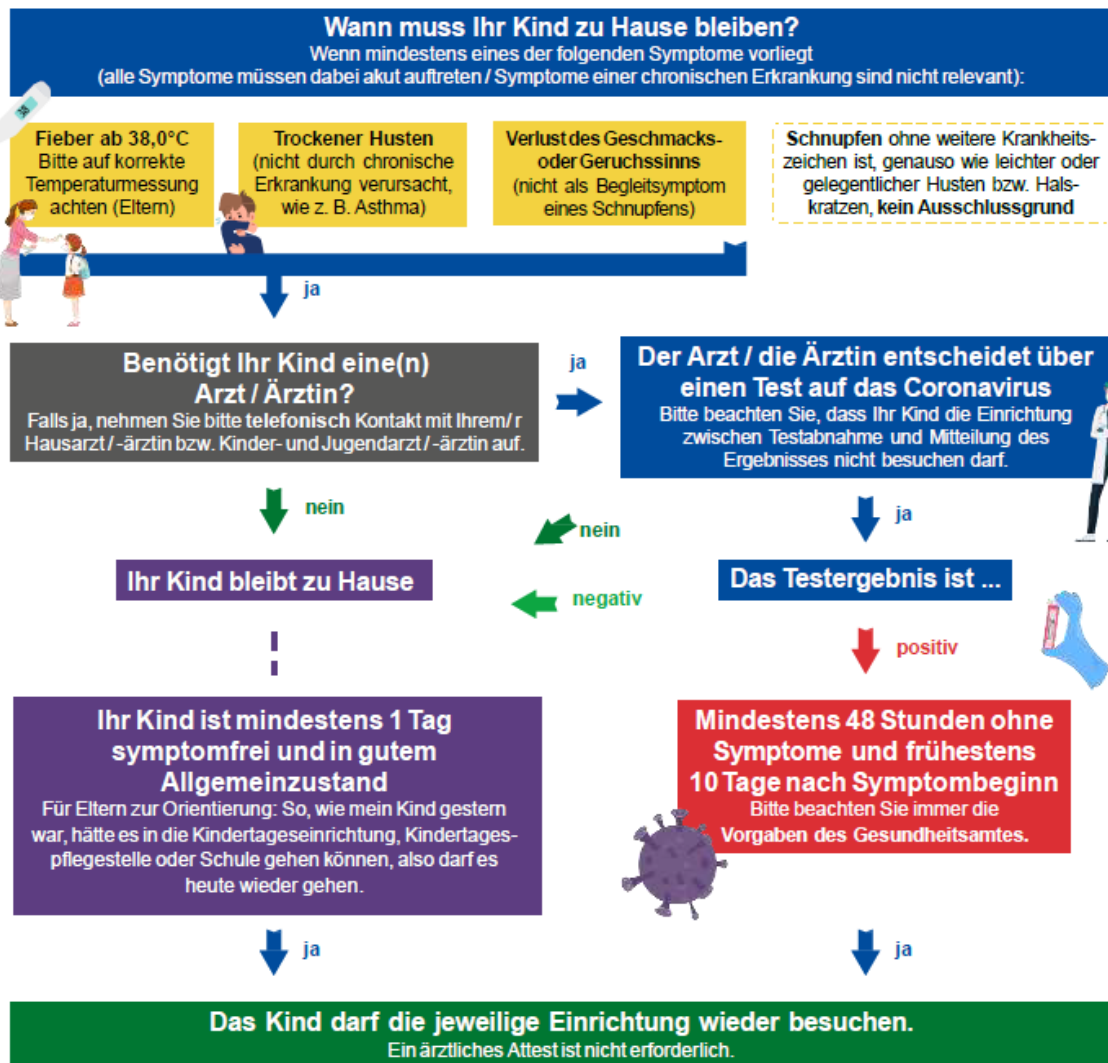 Wann muss Ihr Kind zu Hause bleiben?
Wenn mindestens eines der folgenden Symptome vorliegt
(alle Symptome müssen dabei akut auftreten / Symptome einer chronischen Erkrankung sind nicht relevant):
Fieber ab 38,0°C
Bitte auf korrekte
Temperaturmessung
achten (Eltern)
Trockener Husten
(nicht durch chronische
Erkrankung verursacht,
wie z. B. Asthma)
Verlust des Geschmacks-
oder Geruchssinns
(nicht als Begleitsymptom
eines Schnupfens)
Schnupfen ohne weitere Krankheits-
zeichen ist, genauso wie leichter oder
gelegentlicher Husten bzw. Hals-
kratzen, kein Ausschlussgrund
ja
Benötigt Ihr Kind eine(n)
Arzt / Ärztin?
Falls ja, nehmen Sie bitte telefonisch Kontakt mit Ihrem/ r
Hausarzt / -ärztin bzw. Kinder- und Jugendarzt / -ärztin auf.
ja
Der Arzt / die Ärztin entscheidet über
einen Test auf das Coronavirus
Bitte beachten Sie, dass Ihr Kind die Einrichtung
zwischen Testabnahme und Mitteilung des
Ergebnisses nicht besuchen darf.
nein
nein
ja
Ihr Kind bleibt zu Hause
negativ
Das Testergebnis ist ...
positiv
Ihr Kind ist mindestens 1 Tag
symptomfrei und in gutem
Allgemeinzustand
Für Eltern zur Orientierung: So, wie mein Kind gestern
war, hätte es in die Kindertageseinrichtung, Kindertages-
pflegestelle oder Schule gehen können, also darf es
heute wieder gehen.
Mindestens 48 Stunden ohne
Symptome und frühestens
10 Tage nach Symptombeginn
Bitte beachten Sie immer die
Vorgaben des Gesundheitsamtes.
ja
ja
Das Kind darf die jeweilige Einrichtung wieder besuchen.
Ein ärztliches Attest ist nicht erforderlich.